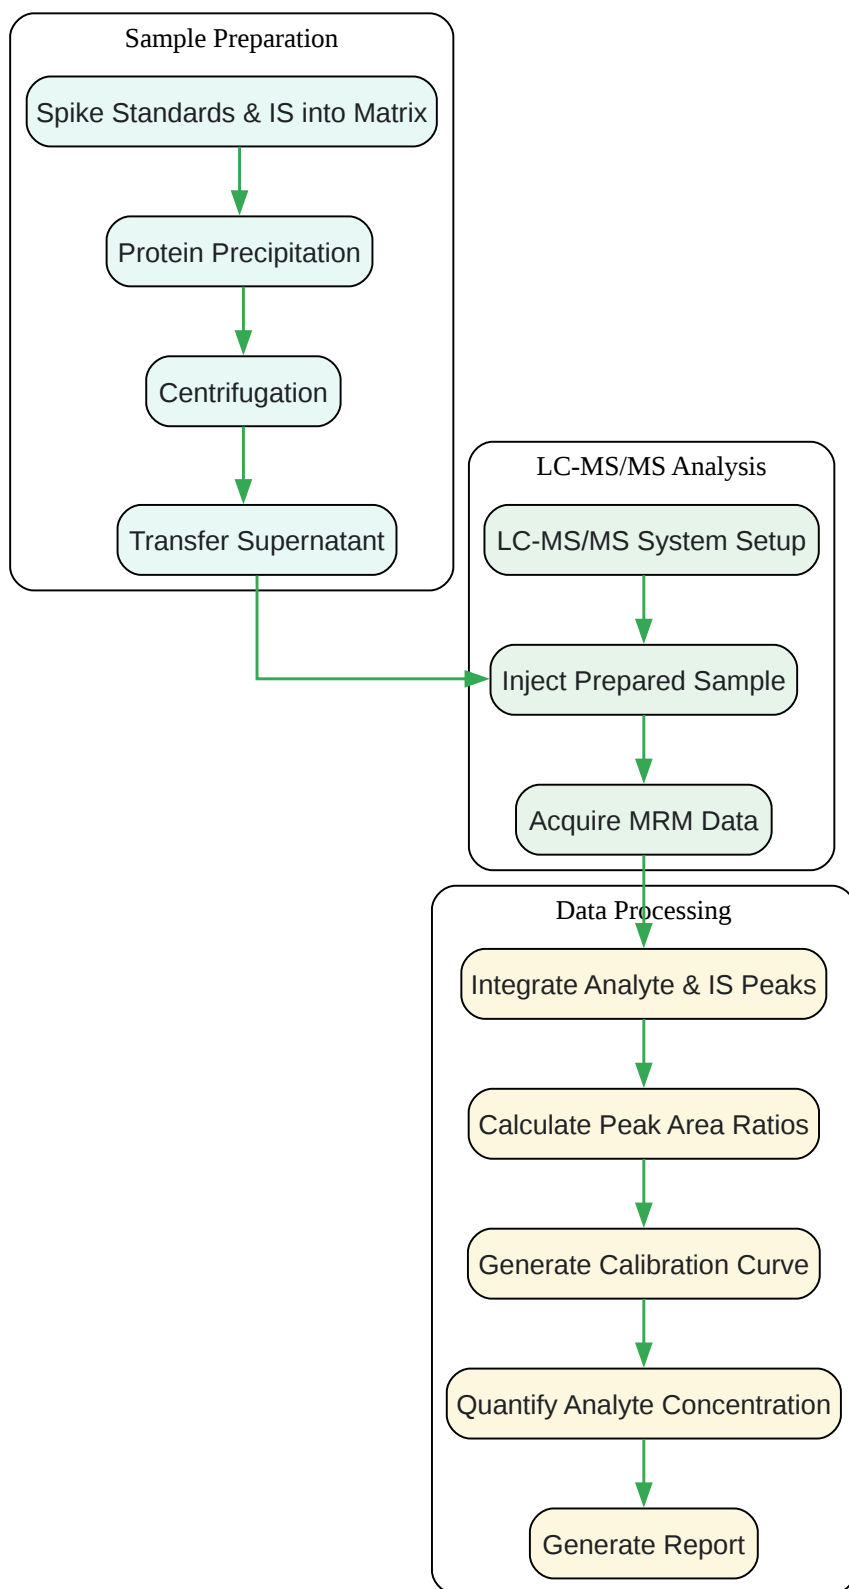 Sample Preparation
Spike Standards & IS into Matrix
Protein Precipitation
Centrifugation
Transfer Supernatant
LC-MS/MS Analysis
LC-MS/MS System Setup
Inject Prepared Sample
Acquire MRM Data
Data Processing
Integrate Analyte & IS Peaks
Calculate Peak Area Ratios
Generate Calibration Curve
Quantify Analyte Concentration
Generate Report